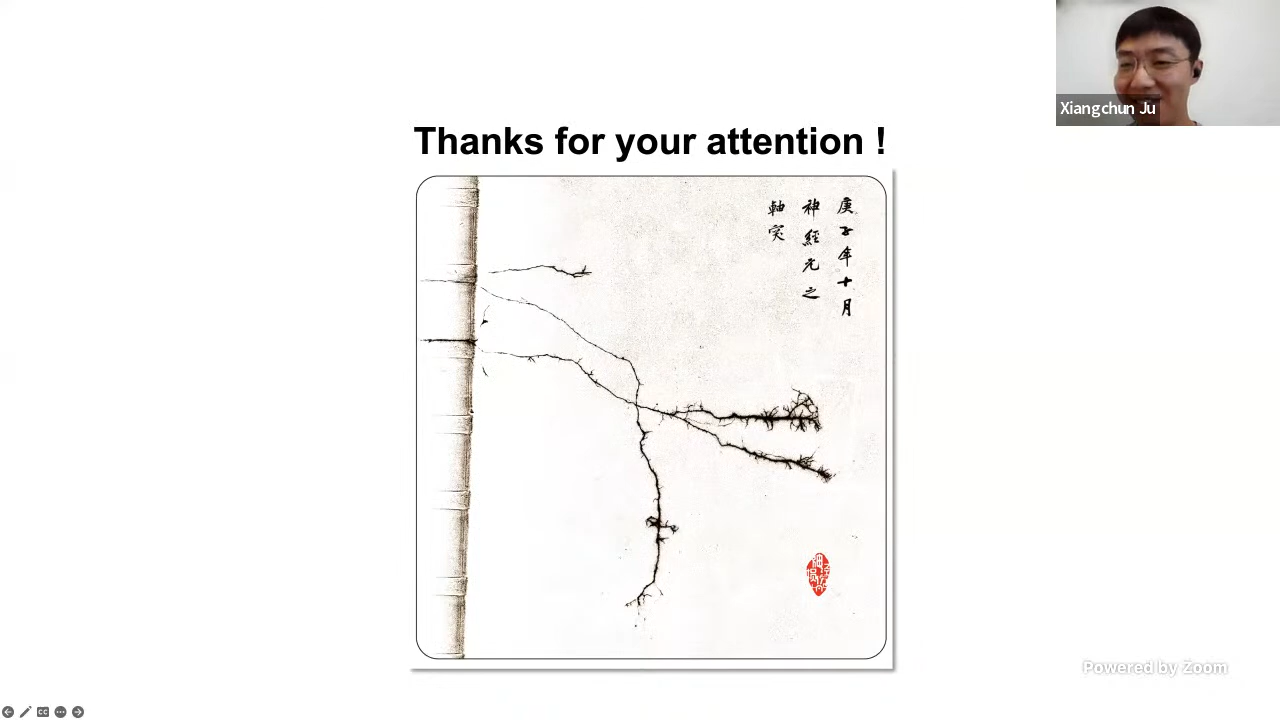 Thanks for your attention !
Xiangchun Ju
庚子年十月
神經元之
軸突
Powered by Zoom
CC